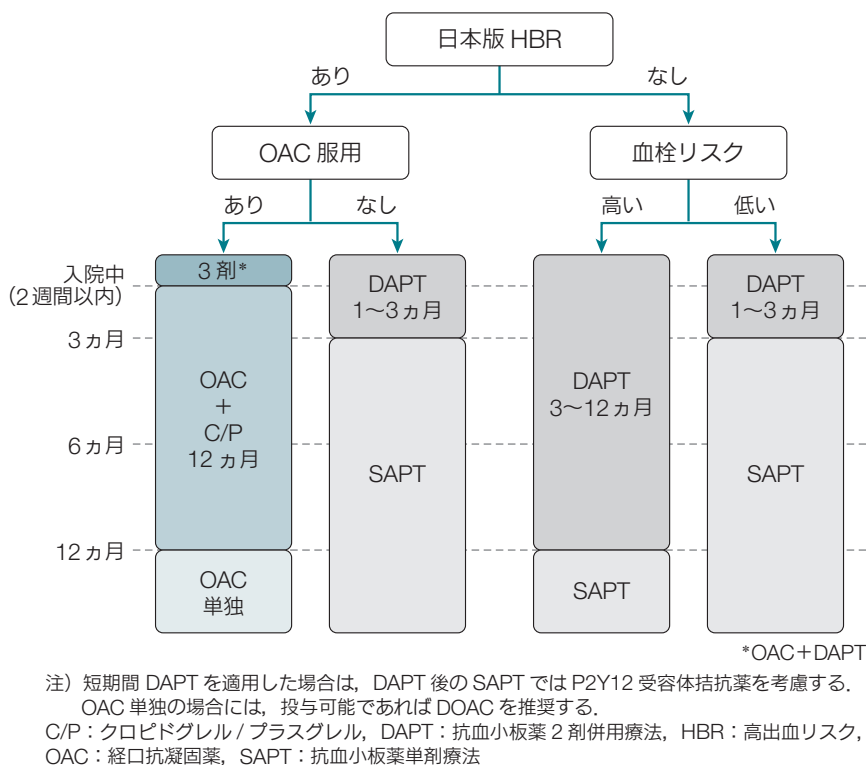 日本版 HBR
あり
なし
OAC 服用
血栓リスク
あり
なし
高い
低い
入院中
(2 週間以内)
3 ヵ月
6 ヵ月
12 ヵ月
3 剤*
OAC
+
C/P
12 ヵ月
OAC
単独
DAPT
1〜3 ヵ月
SAPT
DAPT
3〜12 ヵ月
SAPT
DAPT
1〜3 ヵ月
SAPT
*OAC+DAPT
注）短期間 DAPT を適用した場合は，DAPT 後の SAPT では P2Y12 受容体拮抗薬を考慮する．
OAC 単独の場合には，投与可能であれば DOAC を推奨する．
C/P：クロピドグレル / プラスグレル，DAPT：抗血小板薬 2 剤併用療法，HBR：高出血リスク，
OAC：経口抗凝固薬，SAPT：抗血小板薬単剤療法